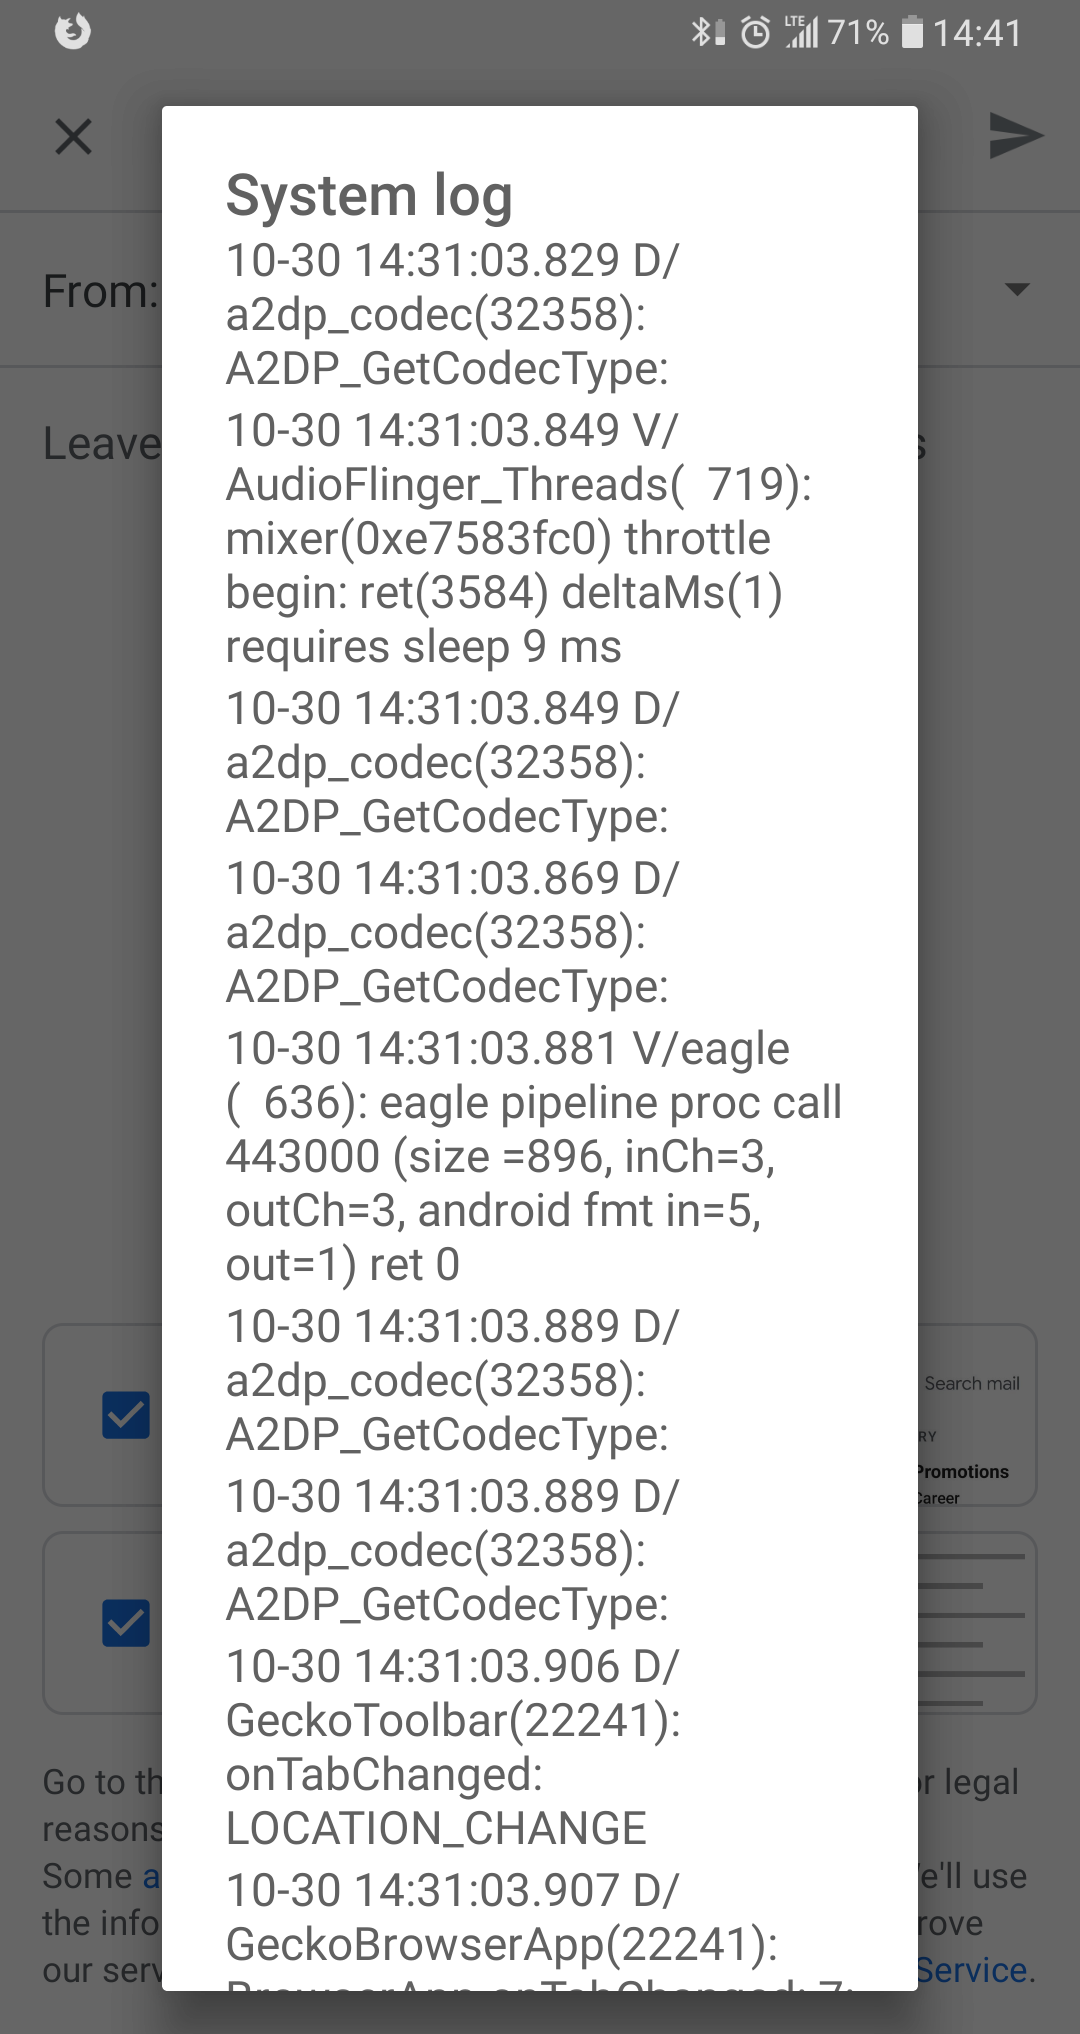 LTE 71% 14:41
System log
10-30 14:31:03.829 D/
From:
a2dp_codec(32358):
A2DP_GetCodecType:
10-30 14:31:03.849 V/
Leave
AudioFlinger_Threads(  719):
mixer(0xe7583fc0) throttle
begin: ret(3584) deltaMs(1)
requires sleep 9 ms
10-30 14:31:03.849 D/
a2dp_codec(32358):
A2DP_GetCodecType:
10-30 14:31:03.869 D/
a2dp_codec(32358):
A2DP_GetCodecType:
10-30 14:31:03.881 V/eagle
(  636): eagle pipeline proc call
443000 (size =896, inCh=3,
outCh=3, android fmt in=5,
out=1) ret 0
10-30 14:31:03.889 D/
a2dp_codec(32358):
Search mail
A2DP_GetCodecType:
RY
Promotions
Career
10-30 14:31:03.889 D/
a2dp_codec(32358):
A2DP_GetCodecType:
10-30 14:31:03.906 D/
GeckoToolbar(22241):
onTabChanged:
LOCATION_CHANGE
10-30 14:31:03.907 D/
GeckoBrowserApp(22241):
Go to th
or legal
reasons
Some a
e'll use
the info
rove
our serv
Service.